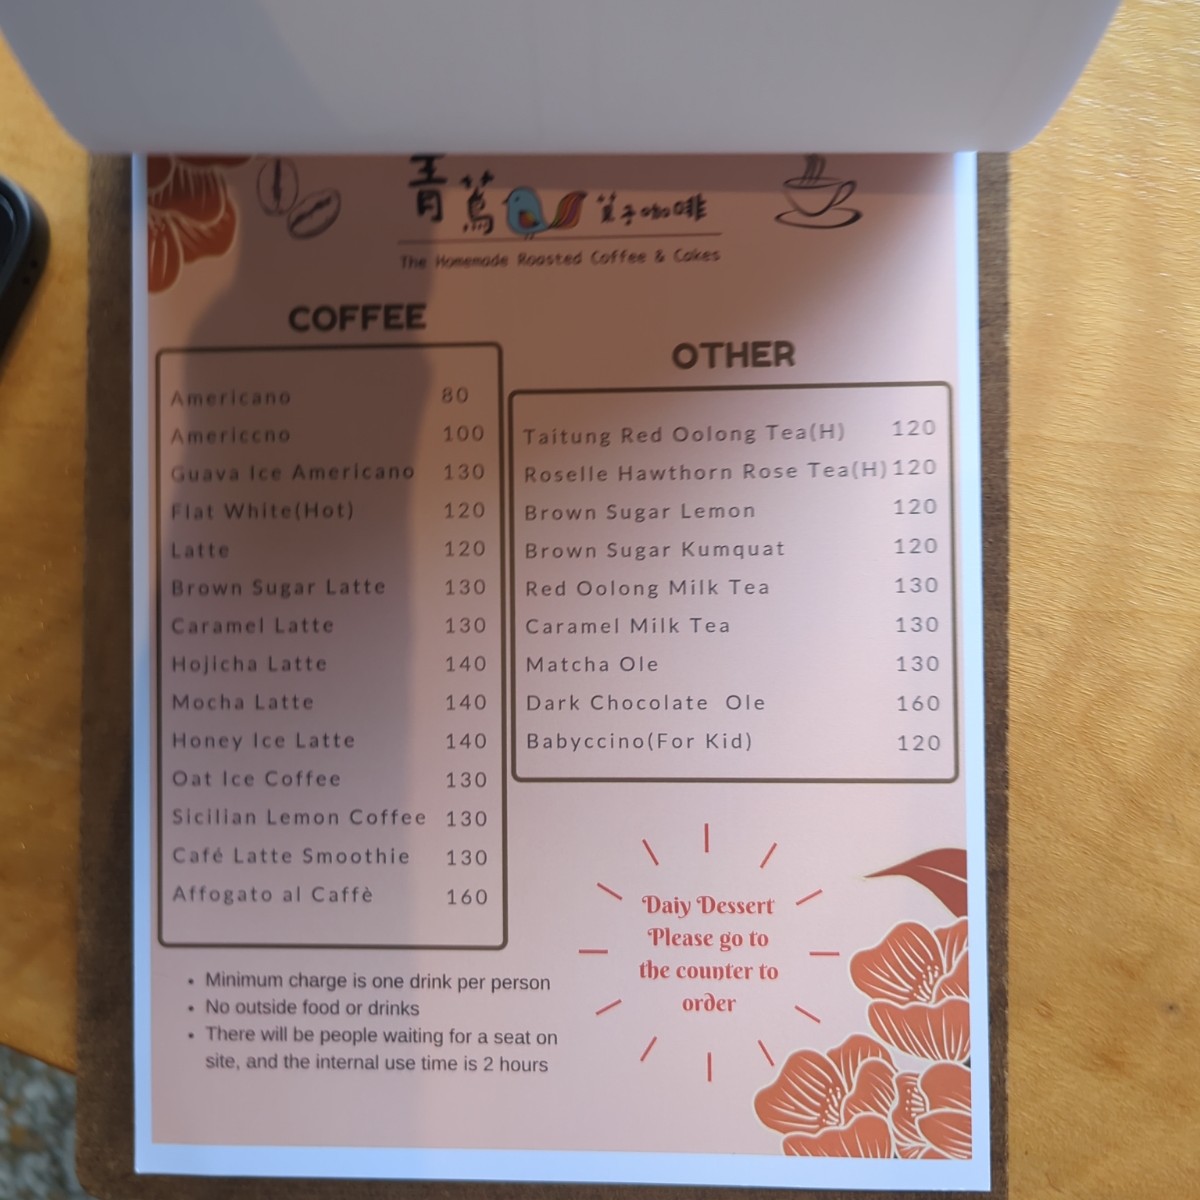 青鳶 菓子咖啡
The Homemade Roasted Coffee & Cakes
COFFEE
Americano 80
Americcno 100
Guava Ice Americano 130
Flat White(Hot) 120
Latte 120
Brown Sugar Latte 130
Caramel Latte 130
Hojicha Latte 140
Mocha Latte 140
Honey Ice Latte 140
Oat Ice Coffee 130
Sicilian Lemon Coffee 130
Café Latte Smoothie 130
Affogato al Caffè 160
OTHER
Taitung Red Oolong Tea(H) 120
Roselle Hawthorn Rose Tea(H) 120
Brown Sugar Lemon 120
Brown Sugar Kumquat 120
Red Oolong Milk Tea 130
Caramel Milk Tea 130
Matcha Ole 130
Dark Chocolate Ole 160
Babyccino(For Kid) 120
Daiy Dessert
Please go to
the counter to
order
• Minimum charge is one drink per person
• No outside food or drinks
• There will be people waiting for a seat on
site, and the internal use time is 2 hours